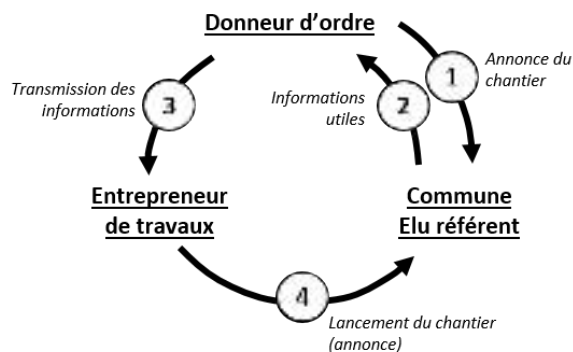 Donneur d’ordre
1
Annonce du
chantier
2
Informations
utiles
3
Transmission des
informations
Entrepreneur
de travaux
Commune
Elu référent
4
Lancement du chantier
(annonce)